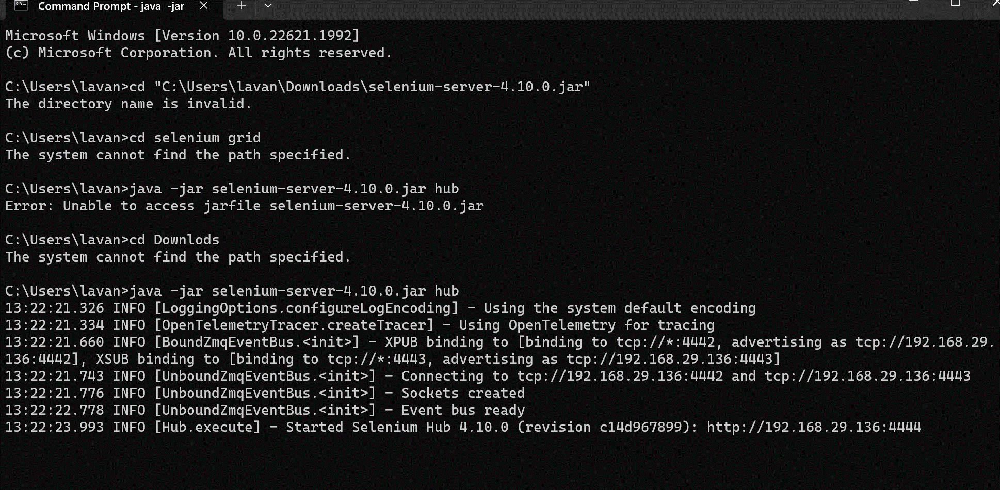 Command Prompt - java -jar
Microsoft Windows [Version 10.0.22621.1992]
(c) Microsoft Corporation. All rights reserved.
C:\Users\lavan>cd "C:\Users\lavan\Downloads\selenium-server-4.10.0.jar"
The directory name is invalid.
C:\Users\lavan>cd selenium grid
The system cannot find the path specified.
C:\Users\lavan>java -jar selenium-server-4.10.0.jar hub
Error: Unable to access jarfile selenium-server-4.10.0.jar
C:\Users\lavan>cd Downlods
The system cannot find the path specified.
C:\Users\lavan>java -jar selenium-server-4.10.0.jar hub
13:22:21.326 INFO [LoggingOptions.configureLogEncoding] - Using the system default encoding
13:22:21.334 INFO [OpenTelemetryTracer.createTracer] - Using OpenTelemetry for tracing
13:22:21.660 INFO [BoundZmqEventBus.<init>] - XPUB binding to [binding to tcp://*:4442, advertising as tcp://192.168.29.
136:4442], XSUB binding to [binding to tcp://*:4443, advertising as tcp://192.168.29.136:4443]
13:22:21.743 INFO [UnboundZmqEventBus.<init>] - Connecting to tcp://192.168.29.136:4442 and tcp://192.168.29.136:4443
13:22:21.776 INFO [UnboundZmqEventBus.<init>] - Sockets created
13:22:22.778 INFO [UnboundZmqEventBus.<init>] - Event bus ready
13:22:23.993 INFO [Hub.execute] - Started Selenium Hub 4.10.0 (revision c14d967899): http://192.168.29.136:4444